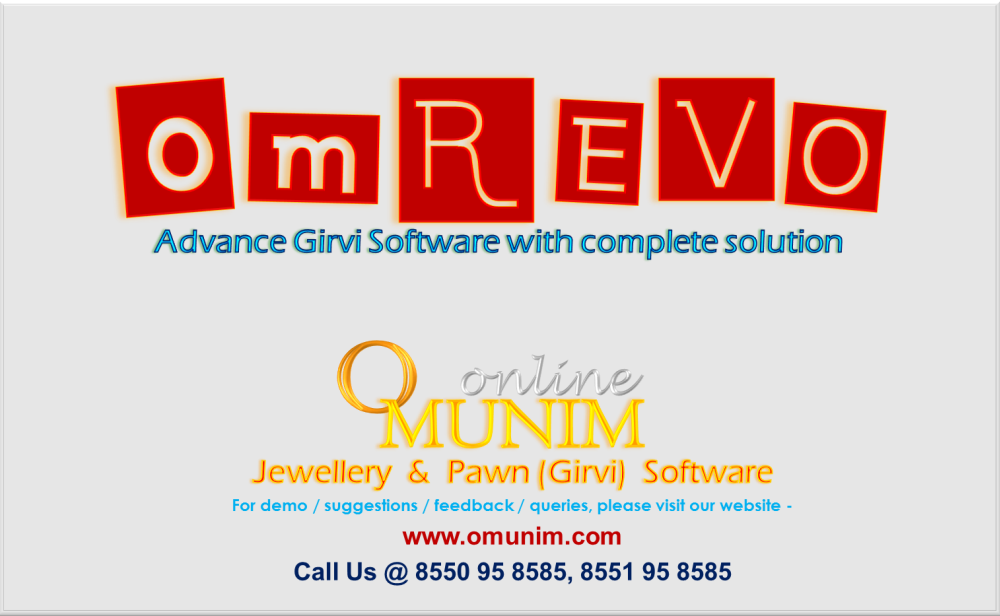 omREVO
Advance Girvi Software with complete solution
online
OMUNIM
Jewellery & Pawn (Girvi) Software
For demo / suggestions / feedback / queries, please visit our website -
www.omunim.com
Call Us @ 8550 95 8585, 8551 95 8585